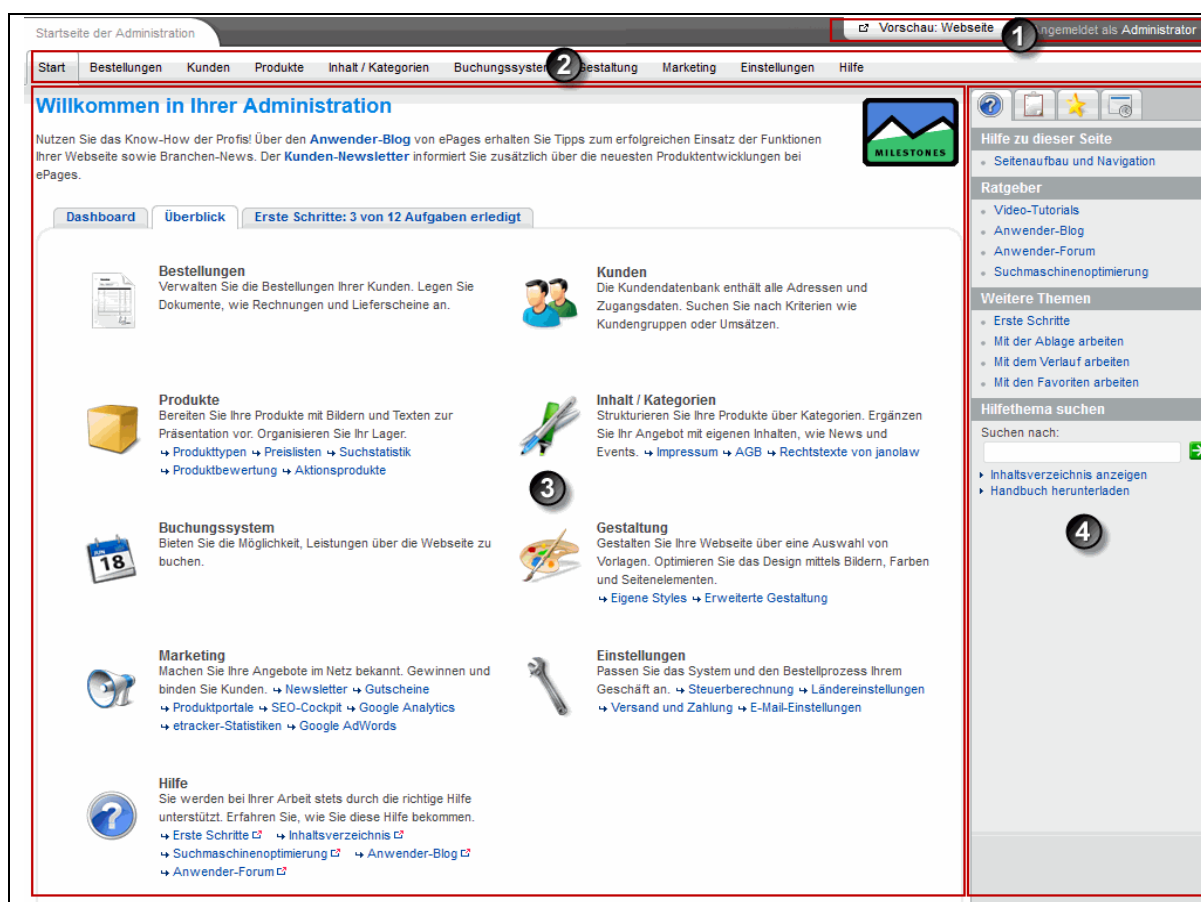 Startseite der Administration
Vorschau: Webseite
1
ngemeldet als Administrator
Start Bestellungen Kunden Produkte Inhalt / Kategorien Buchungssystem 2 Gestaltung Marketing Einstellungen Hilfe
Willkommen in Ihrer Administration
Nutzen Sie das Know-How der Profis! Über den Anwender-Blog von ePages erhalten Sie Tipps zum erfolgreichen Einsatz der Funktionen
Ihrer Webseite sowie Branchen-News. Der Kunden-Newsletter informiert Sie zusätzlich über die neuesten Produktentwicklungen bei
ePages.
MILESTONES
Dashboard Überblick Erste Schritte: 3 von 12 Aufgaben erledigt
Bestellungen
Verwalten Sie die Bestellungen Ihrer Kunden. Legen Sie
Dokumente, wie Rechnungen und Lieferscheine an.
Kunden
Die Kundendatenbank enthält alle Adressen und
Zugangsdaten. Suchen Sie nach Kriterien wie
Kundengruppen oder Umsätzen.
Produkte
Bereiten Sie Ihre Produkte mit Bildern und Texten zur
Präsentation vor. Organisieren Sie Ihr Lager.
Produkttypen Preislisten Suchstatistik
Produktbewertung Aktionsprodukte
Inhalt / Kategorien
Strukturieren Sie Ihre Produkte über Kategorien. Ergänzen
Sie Ihr Angebot mit eigenen Inhalten, wie News und
Events. Impressum AGB Rechtstexte von janolaw
3
Buchungssystem
Bieten Sie die Möglichkeit, Leistungen über die Webseite zu
buchen.
JUN
18
Gestaltung
Gestalten Sie Ihre Webseite über eine Auswahl von
Vorlagen. Optimieren Sie das Design mittels Bildern, Farben
und Seitenelementen.
Eigene Styles Erweiterte Gestaltung
Marketing
Machen Sie Ihre Angebote im Netz bekannt. Gewinnen und
binden Sie Kunden. Newsletter Gutscheine
Produktportale SEO-Cockpit Google Analytics
etracker-Statistiken Google AdWords
Einstellungen
Passen Sie das System und den Bestellprozess Ihrem
Geschäft an. Steuerberechnung Ländereinstellungen
Versand und Zahlung E-Mail-Einstellungen
Hilfe
Sie werden bei Ihrer Arbeit stets durch die richtige Hilfe
unterstützt. Erfahren Sie, wie Sie diese Hilfe bekommen.
Erste Schritte Inhaltsverzeichnis
Suchmaschinenoptimierung Anwender-Blog
Anwender-Forum
Hilfe zu dieser Seite
Seitenaufbau und Navigation
Ratgeber
Video-Tutorials
Anwender-Blog
Anwender-Forum
Suchmaschinenoptimierung
Weitere Themen
Erste Schritte
Mit der Ablage arbeiten
Mit dem Verlauf arbeiten
Mit den Favoriten arbeiten
Hilfethema suchen
Suchen nach:
Inhaltsverzeichnis anzeigen
Handbuch herunterladen
4